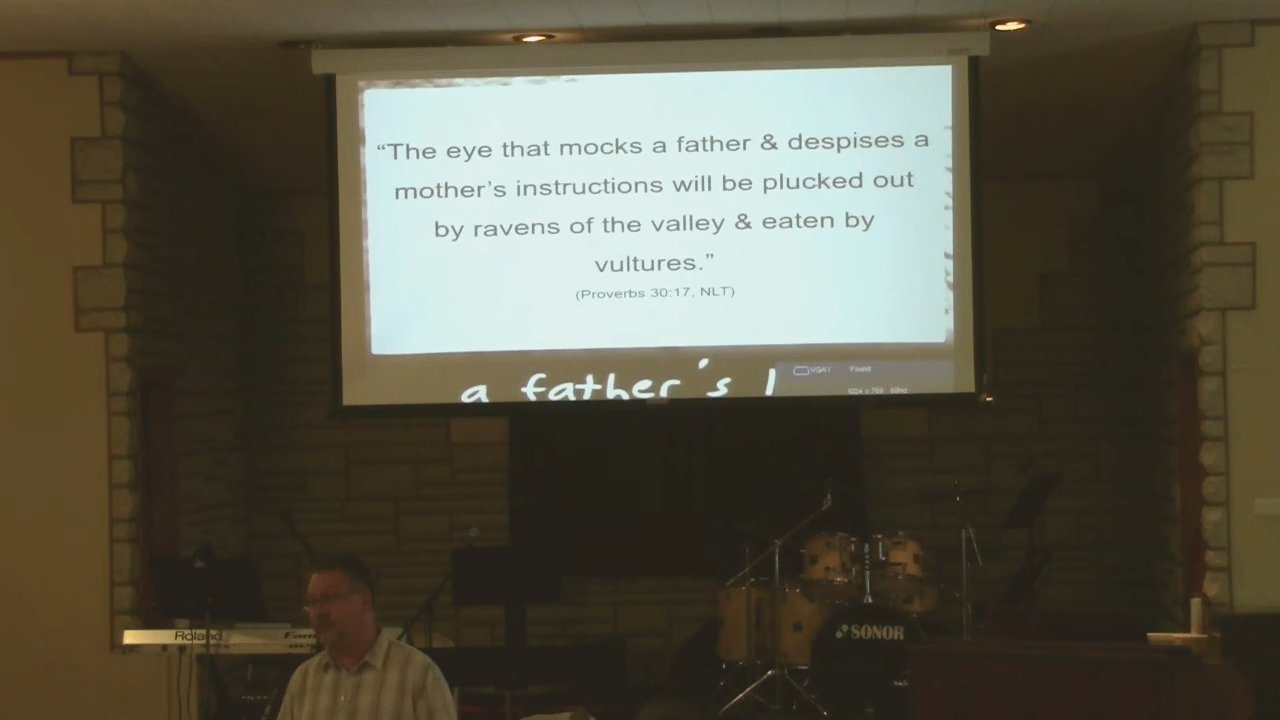 “The eye that mocks a father & despises a
mother’s instructions will be plucked out
by ravens of the valley & eaten by
vultures.”
(Proverbs 30:17, NLT)
a father's
VGA1
Roland
SONOR